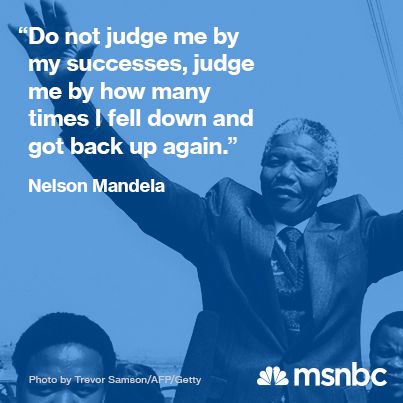 “Do not judge me by
my successes, judge
me by how many
times I fell down and
got back up again.”
Nelson Mandela
Photo by Trevor Samson/AFP/Getty
msnbc